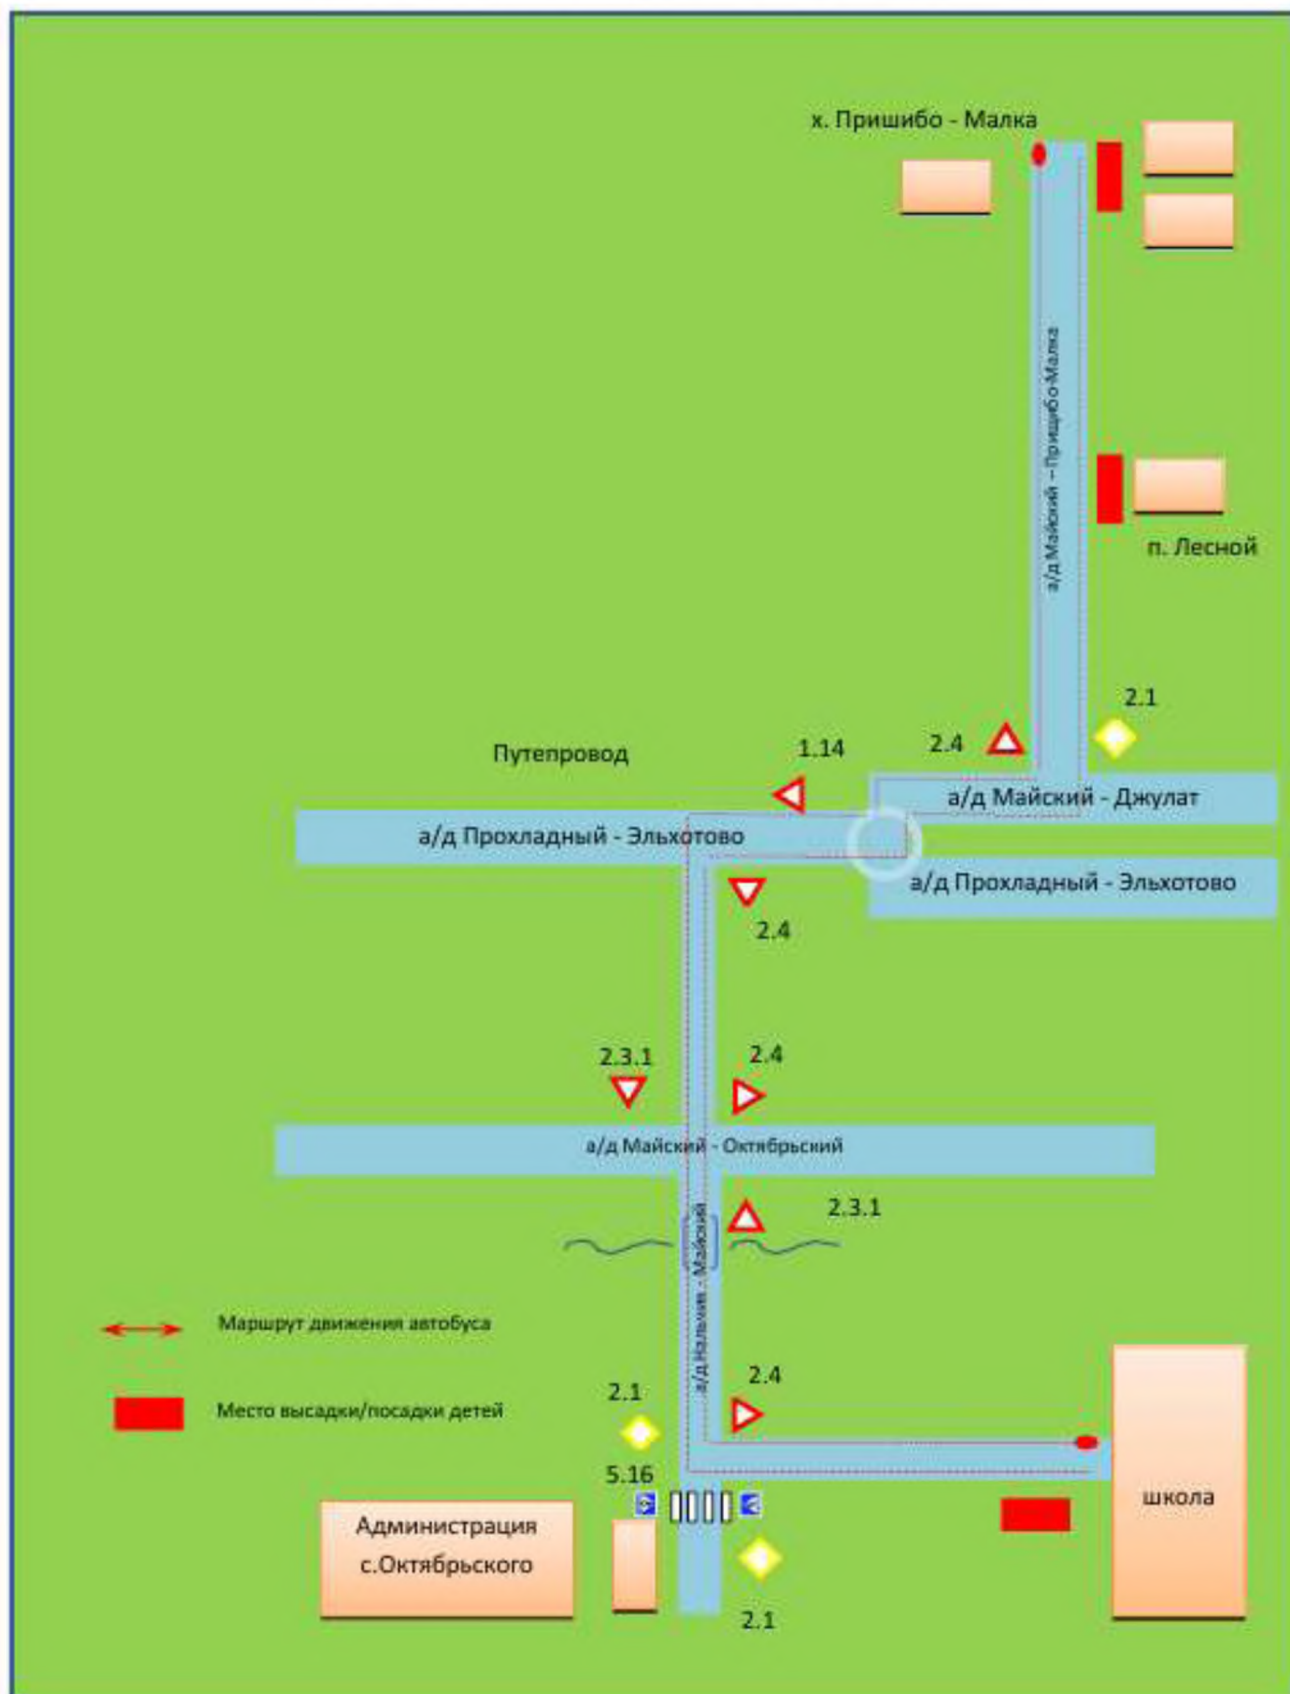 х. Пришибо - Малка
а/д Майский – Прищибо-Малка
п. Лесной
2.1
2.4
1.14
Путепровод
а/д Майский - Джулат
а/д Прохладный - Эльхотово
а/д Прохладный - Эльхотово
2.4
2.3.1
2.4
а/д Майский - Октябрьский
2.3.1
а/д Нальчик - Майский
Маршрут движения автобуса
2.4
2.1
Место высадки/посадки детей
5.16
школа
Администрация
с.Октябрьского
2.1